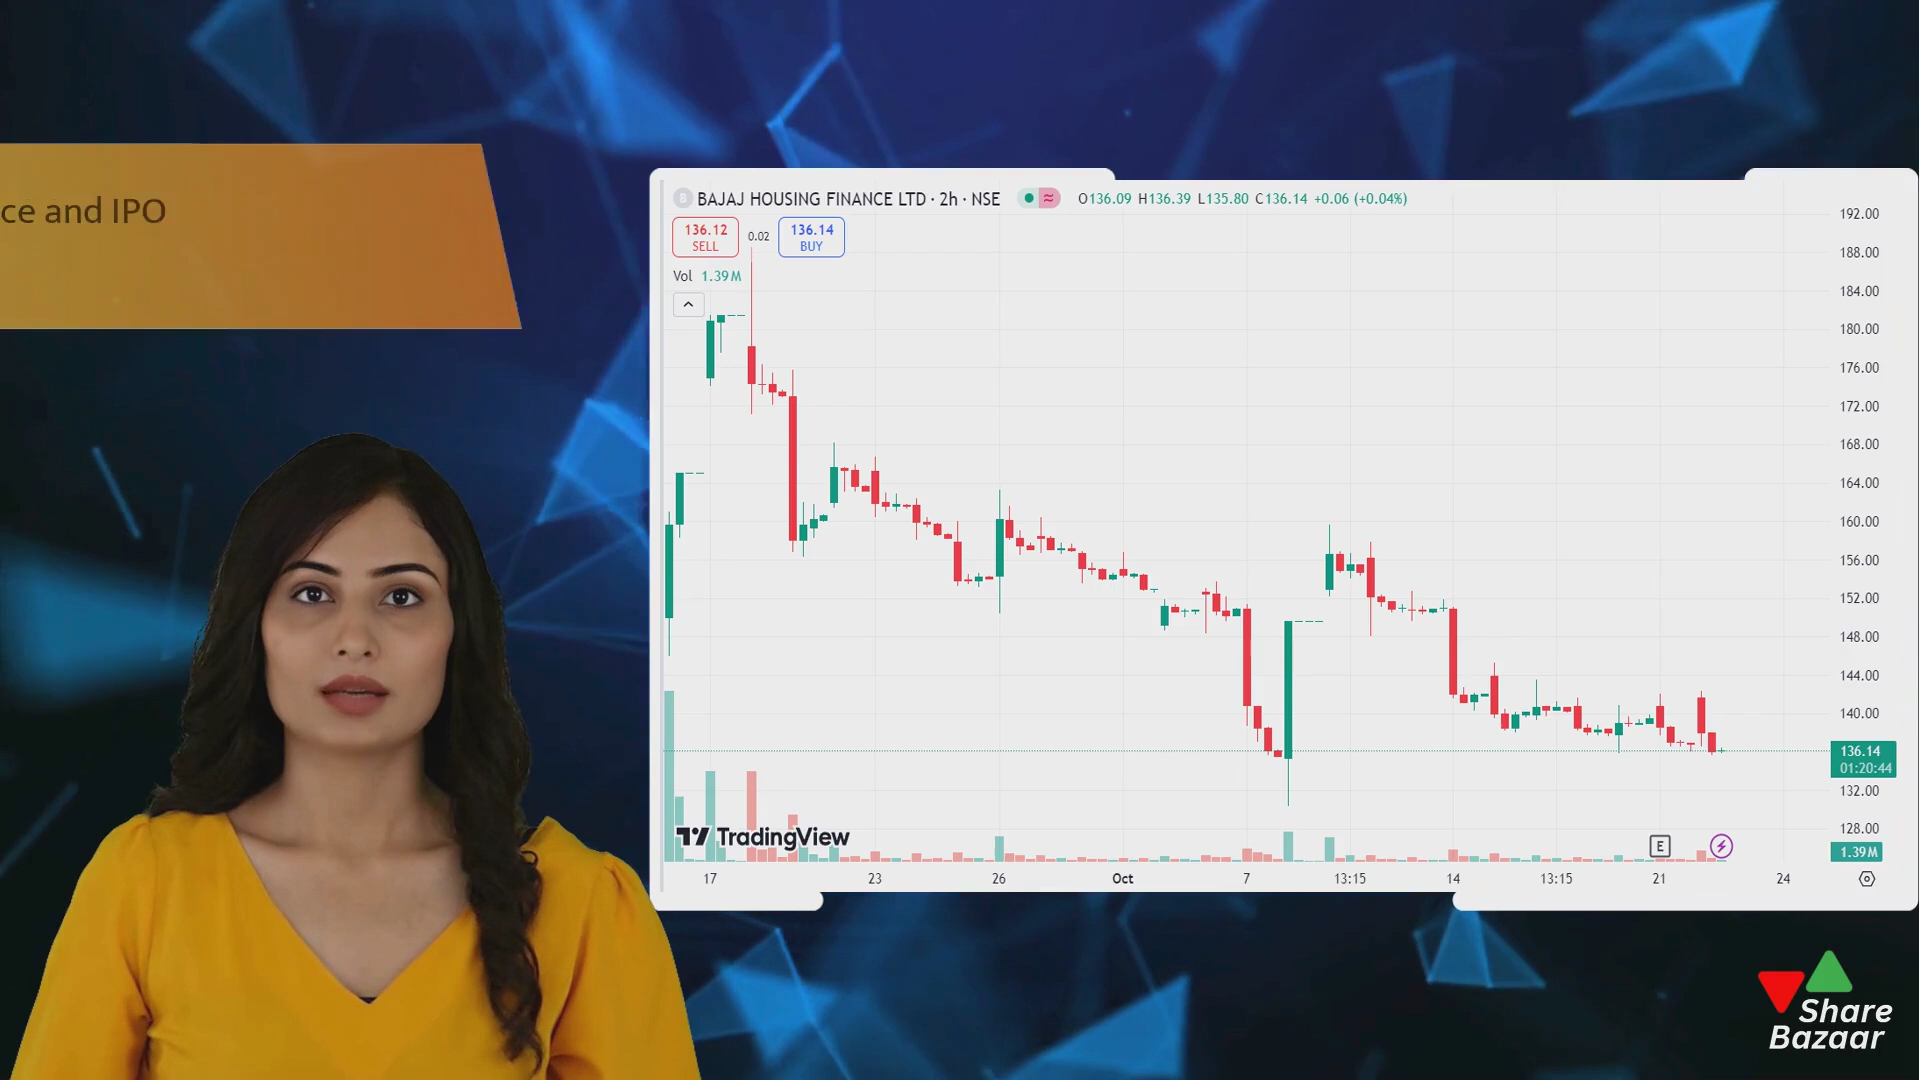 ce and IPO
B BAJAJ HOUSING FINANCE LTD · 2h · NSE ≈ O136.09 H136.39 L135.80 C136.14 +0.06 (+0.04%)
136.12 SELL 0.02 136.14 BUY
Vol 1.39M
192.00
188.00
184.00
180.00
176.00
172.00
168.00
164.00
160.00
156.00
152.00
148.00
144.00
140.00
136.14
01:20:44
132.00
128.00
1.39M
TradingView
E
17 23 26 Oct 7 13:15 14 13:15 21 24
Share
Bazaar